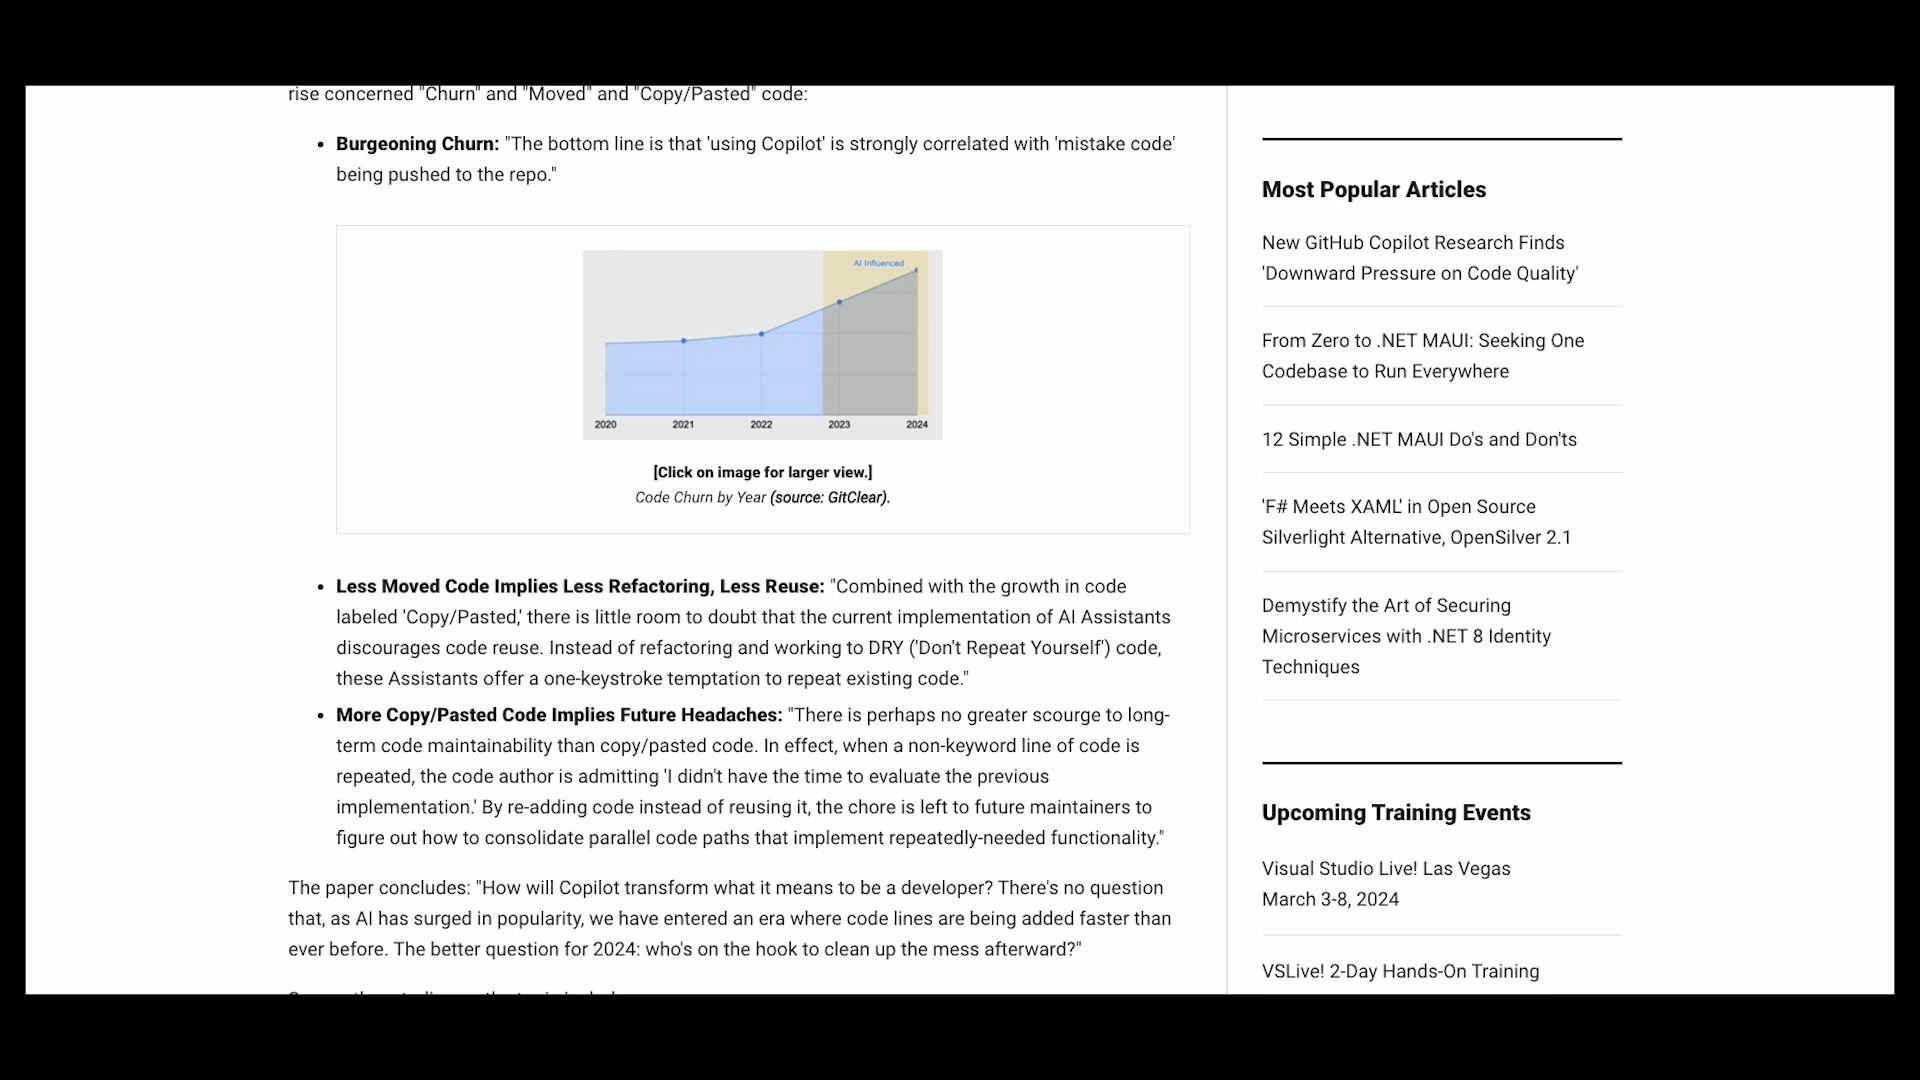 rise concerned "Churn" and "Moved" and "Copy/Pasted" code:
• Burgeoning Churn: "The bottom line is that 'using Copilot' is strongly correlated with 'mistake code'
being pushed to the repo."
AI Influenced
2020 2021 2022 2023 2024
[Click on image for larger view.]
Code Churn by Year (source: GitClear).
• Less Moved Code Implies Less Refactoring, Less Reuse: "Combined with the growth in code
labeled 'Copy/Pasted,' there is little room to doubt that the current implementation of AI Assistants
discourages code reuse. Instead of refactoring and working to DRY ('Don't Repeat Yourself') code,
these Assistants offer a one-keystroke temptation to repeat existing code."
• More Copy/Pasted Code Implies Future Headaches: "There is perhaps no greater scourge to long-
term code maintainability than copy/pasted code. In effect, when a non-keyword line of code is
repeated, the code author is admitting 'I didn't have the time to evaluate the previous
implementation.' By re-adding code instead of reusing it, the chore is left to future maintainers to
figure out how to consolidate parallel code paths that implement repeatedly-needed functionality."
The paper concludes: "How will Copilot transform what it means to be a developer? There's no question
that, as AI has surged in popularity, we have entered an era where code lines are being added faster than
ever before. The better question for 2024: who's on the hook to clean up the mess afterward?"
Most Popular Articles
New GitHub Copilot Research Finds
'Downward Pressure on Code Quality'
From Zero to .NET MAUI: Seeking One
Codebase to Run Everywhere
12 Simple .NET MAUI Do's and Don'ts
'F# Meets XAML' in Open Source
Silverlight Alternative, OpenSilver 2.1
Demystify the Art of Securing
Microservices with .NET 8 Identity
Techniques
Upcoming Training Events
Visual Studio Live! Las Vegas
March 3-8, 2024
VSLive! 2-Day Hands-On Training